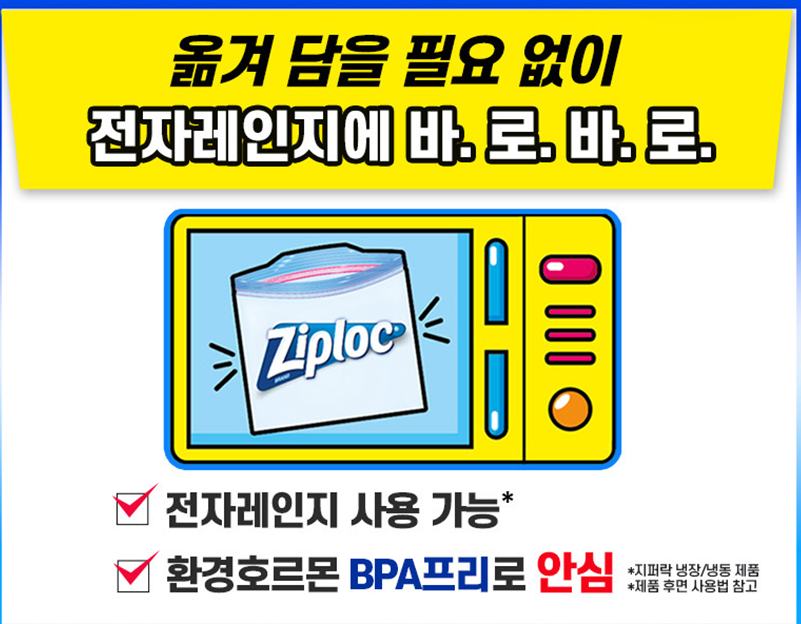 옮겨 담을 필요 없이
전자레인지에 바. 로. 바. 로.
Ziploc
BRAND
전자레인지 사용 가능*
환경호르몬 BPA프리로 안심
*지퍼락 냉장/냉동 제품
*제품 후면 사용법 참고